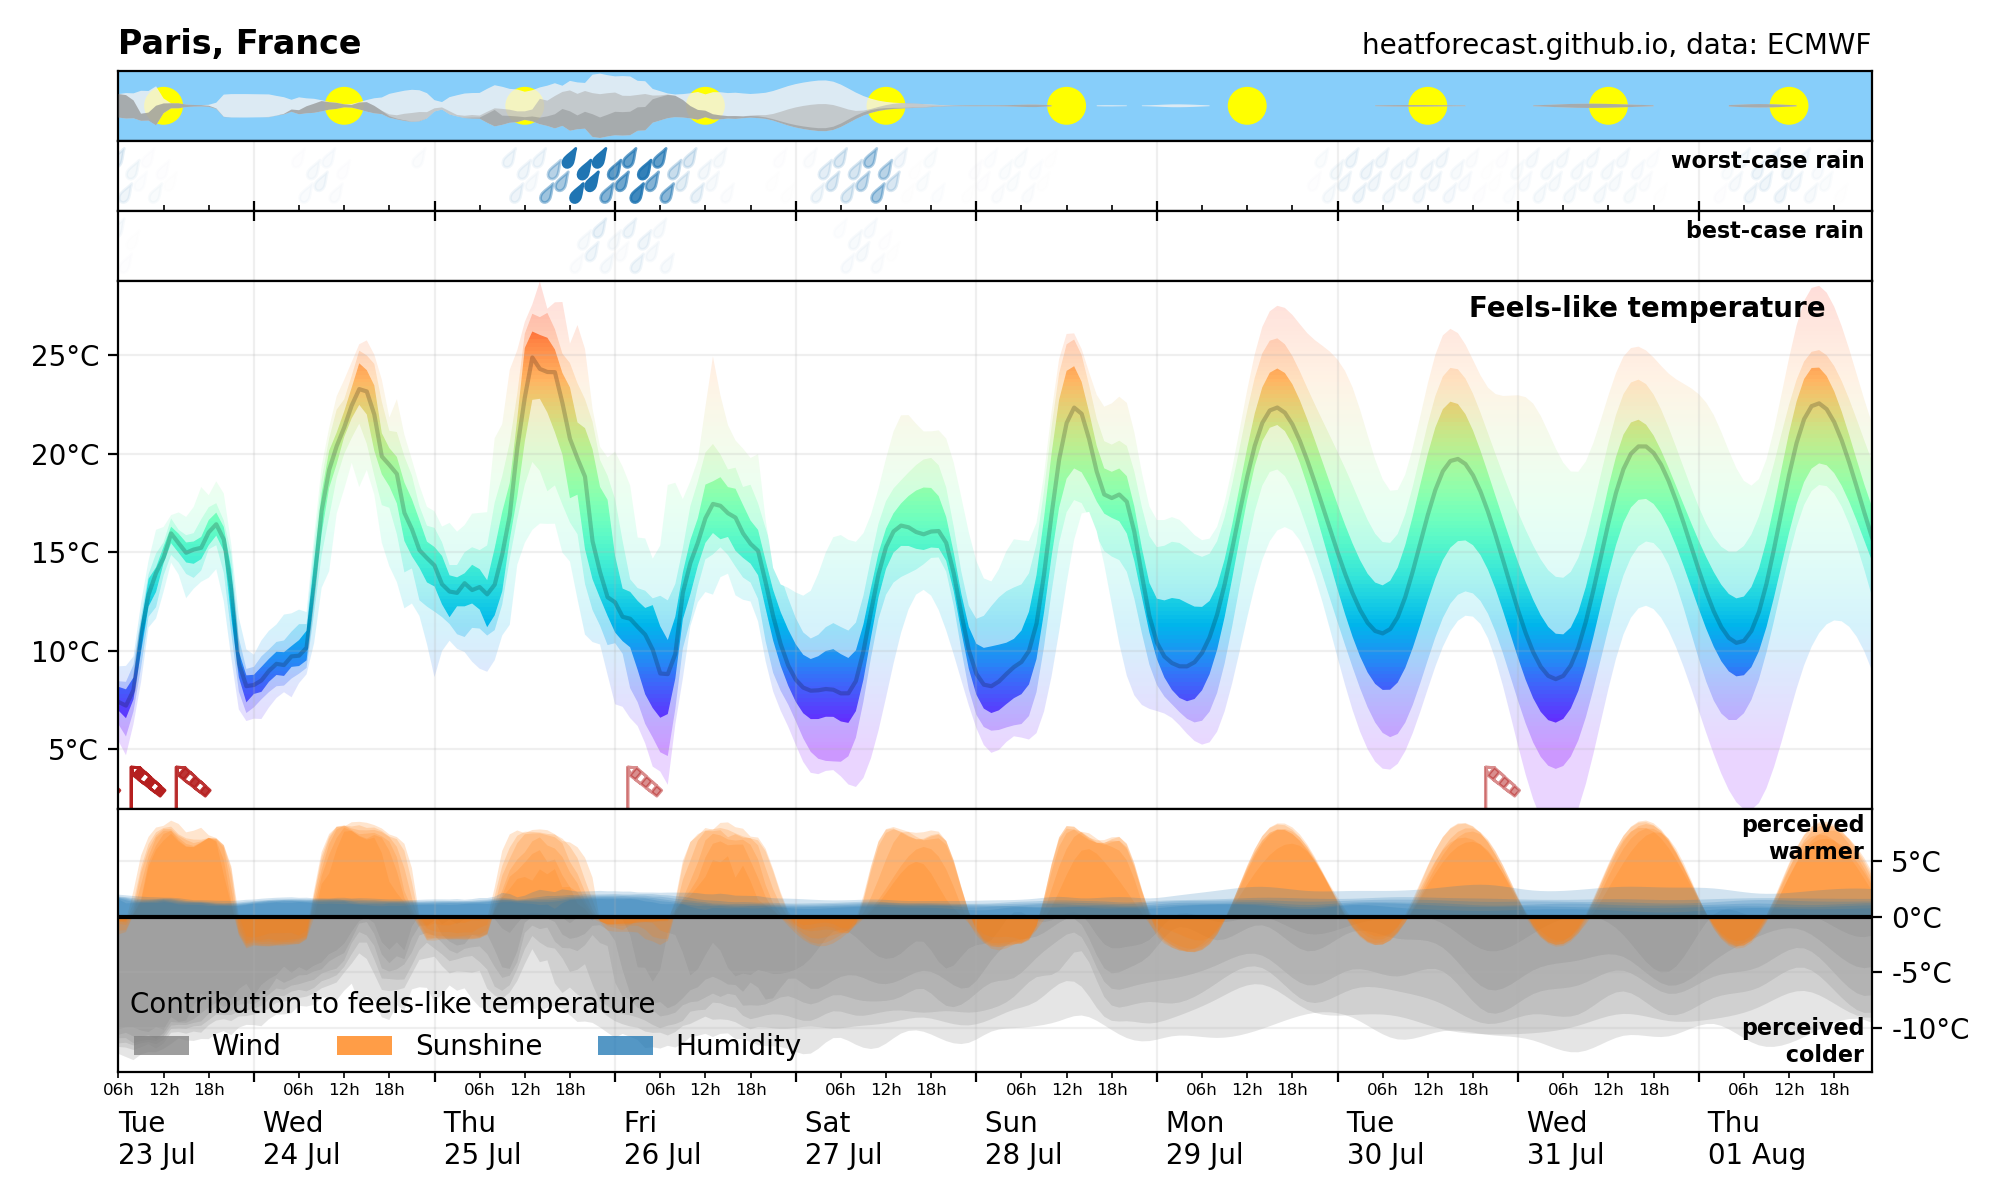 Paris, France
heatforecast.github.io, data: ECMWF
worst-case rain
best-case rain
Feels-like temperature
25°C
20°C
15°C
10°C
5°C
perceived
warmer
5°C
0°C
-5°C
-10°C
perceived
colder
Contribution to feels-like temperature
Wind Sunshine Humidity
06h 12h 18h 06h 12h 18h 06h 12h 18h 06h 12h 18h 06h 12h 18h 06h 12h 18h 06h 12h 18h 06h 12h 18h 06h 12h 18h 06h 12h 18h
Tue Wed Thu Fri Sat Sun Mon Tue Wed Thu
23 Jul 24 Jul 25 Jul 26 Jul 27 Jul 28 Jul 29 Jul 30 Jul 31 Jul 01 Aug